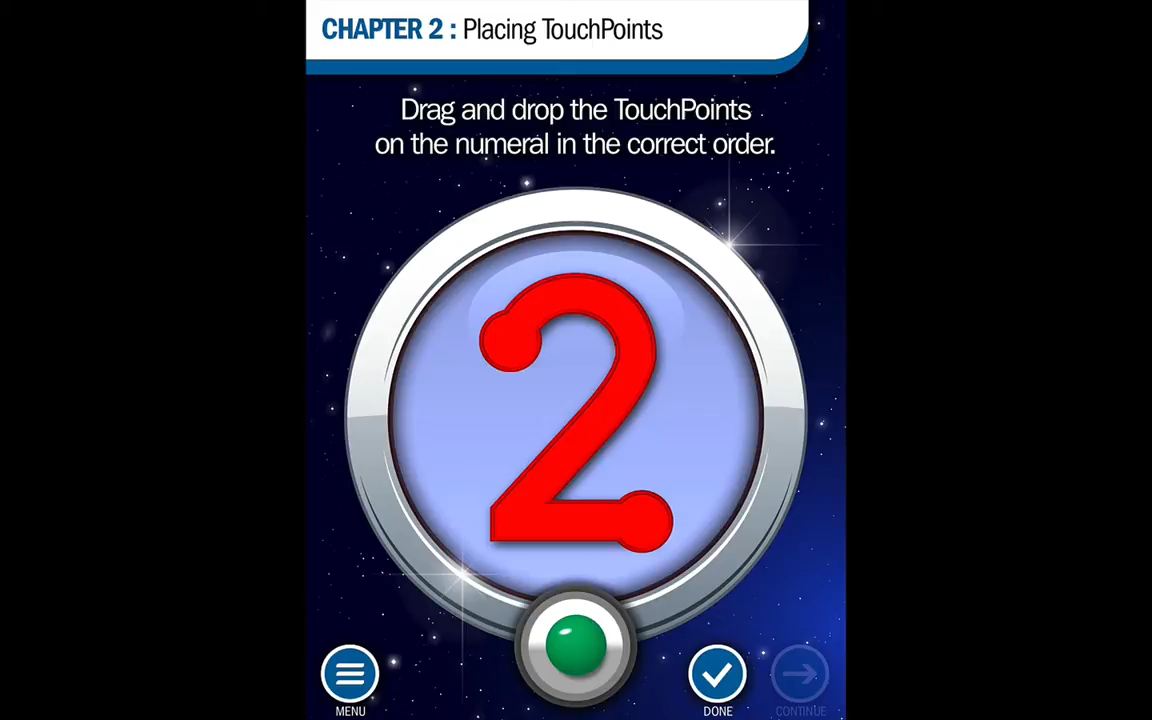 CHAPTER 2 : Placing TouchPoints
Drag and drop the TouchPoints
on the numeral in the correct order.
2
MENU
DONE
CONTINUE